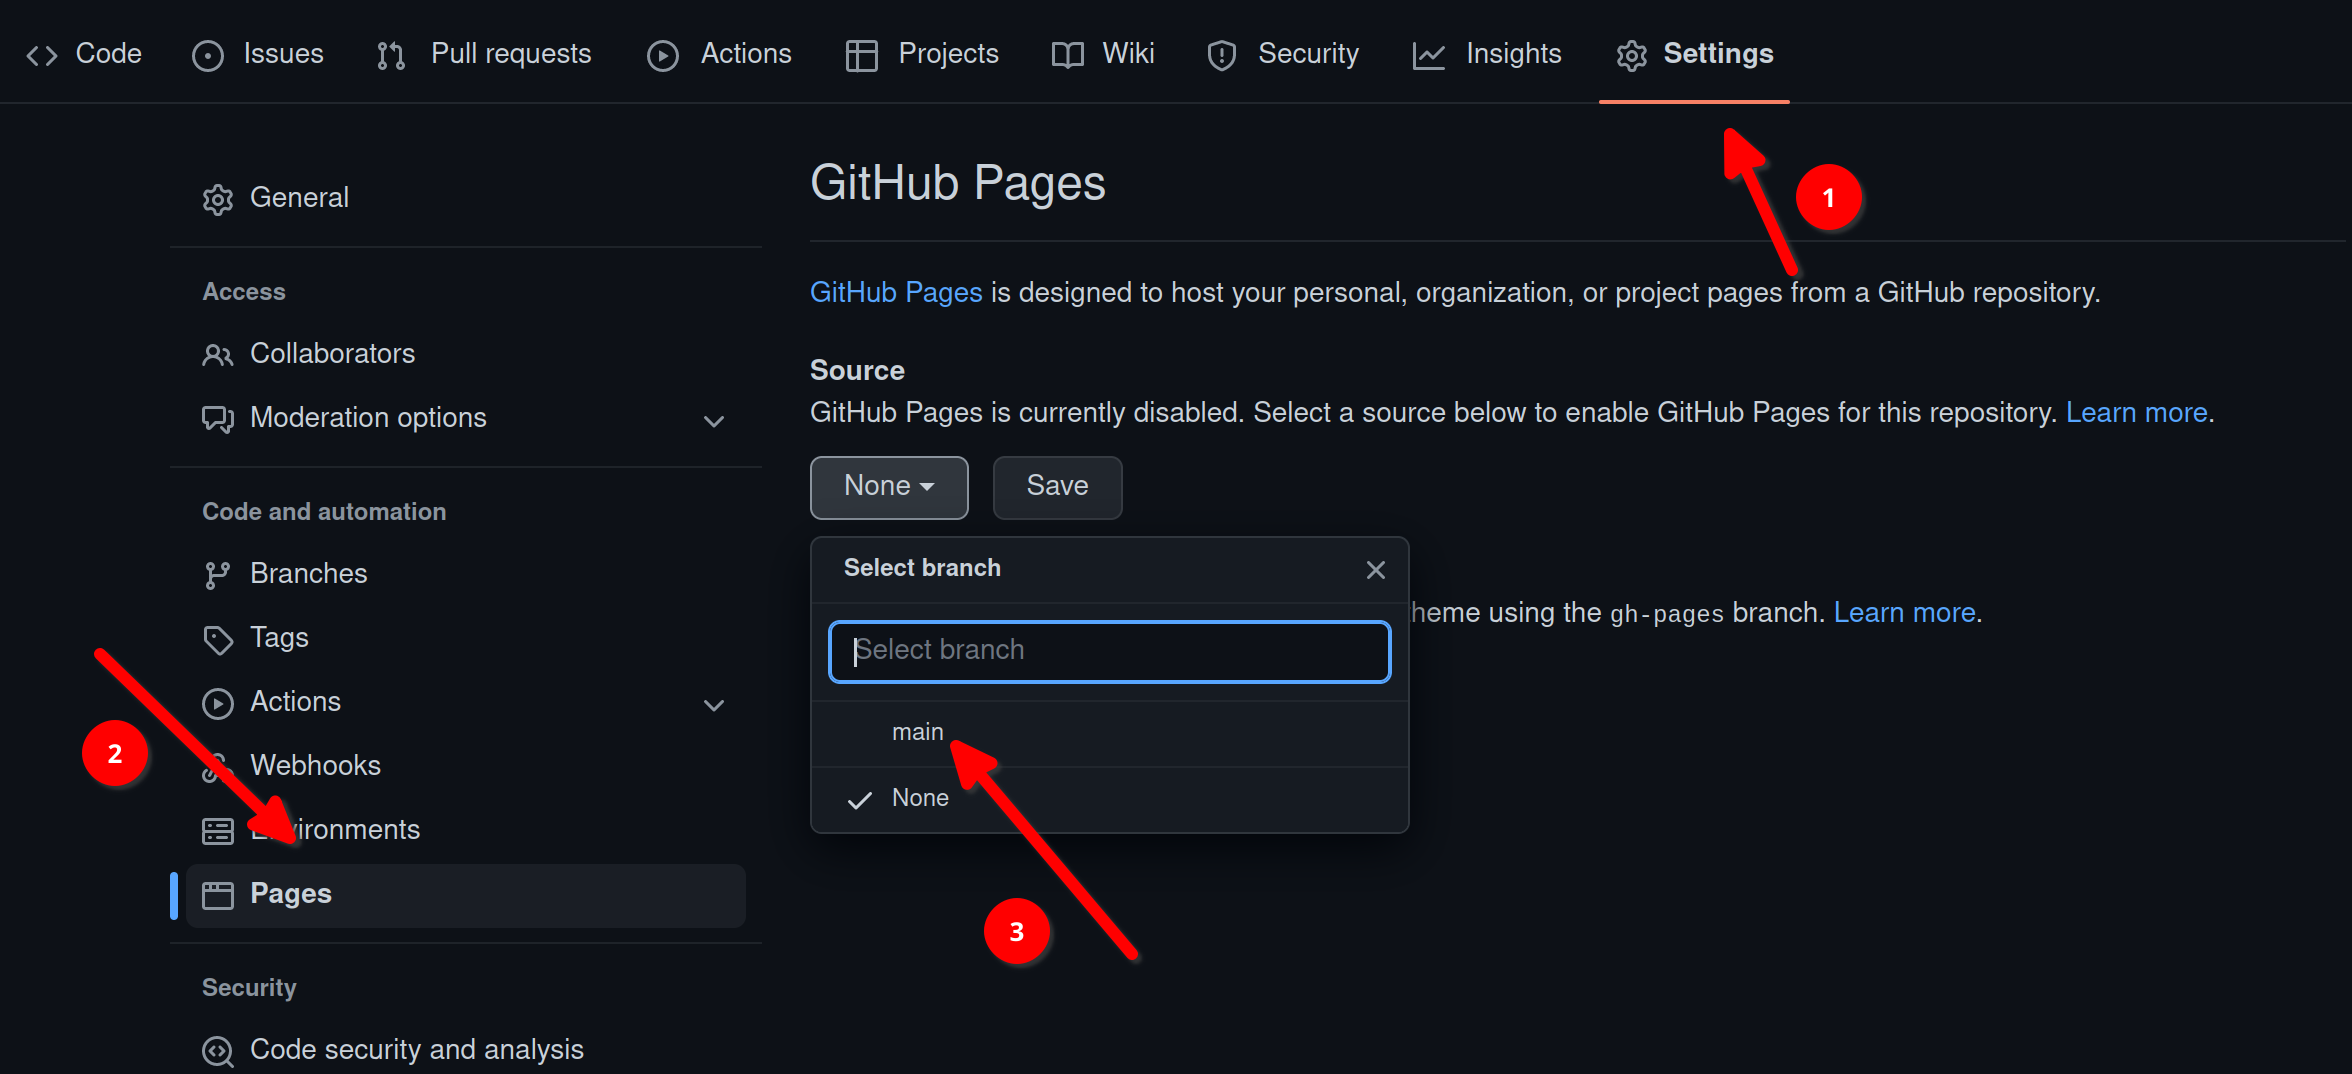 Code Issues Pull requests Actions Projects Wiki Security Insights Settings
1
General
Access
Collaborators
Moderation options
Code and automation
Branches
Tags
Actions
Webhooks
2
Environments
Pages
Security
Code security and analysis
GitHub Pages
GitHub Pages is designed to host your personal, organization, or project pages from a GitHub repository.
Source
GitHub Pages is currently disabled. Select a source below to enable GitHub Pages for this repository. Learn more.
None Save
Select branch
heme using the gh-pages branch. Learn more.
Select branch
main
None
3